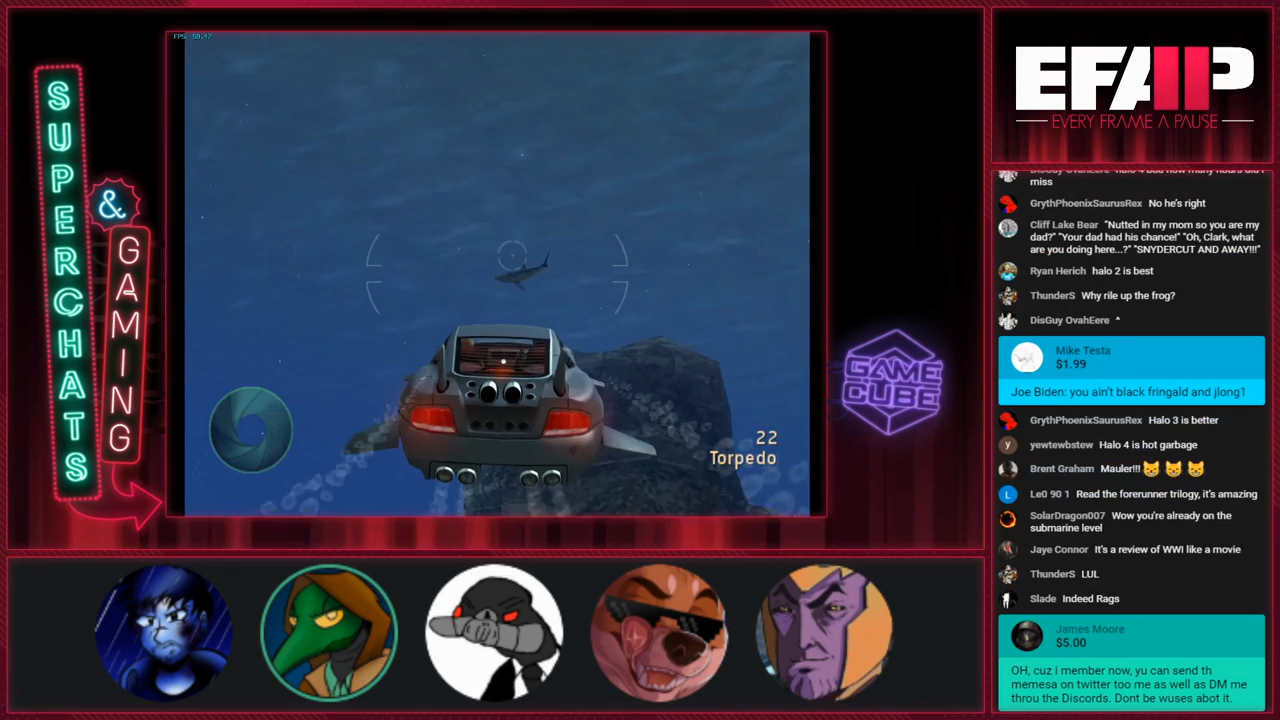 FPS: 59.47
SUPERCHATS
&
GAMING
22
Torpedo
GAME
CUBE
EFAP
EVERY FRAME A PAUSE
miss
GrythPhoenixSaurusRex No he's right
Cliff Lake Bear "Nutted in my mom so you are my
dad?" "Your dad had his chance!" "Oh, Clark, what
are you doing here...?" "SNYDERCUT AND AWAY!!!"
Ryan Herich halo 2 is best
ThunderS Why rile up the frog?
DisGuy OvahEere ^
Mike Testa
$1.99
Joe Biden: you ain't black fringald and jlong1
GrythPhoenixSaurusRex Halo 3 is better
y yewtewbstew Halo 4 is hot garbage
Brent Graham Mauler!!! 😸 😸 😸
L Le0 90 1 Read the forerunner trilogy, it's amazing
SolarDragon007 Wow you're already on the
submarine level
Jaye Connor It's a review of WWI like a movie
ThunderS LUL
Slade Indeed Rags
James Moore
$5.00
OH, cuz i member now, yu can send th
memesa on twitter too me as well as DM me
throu the Discords. Dont be wuses abot it.